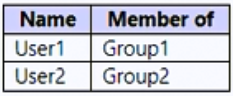 Name Member of
User1 Group1
User2 Group2